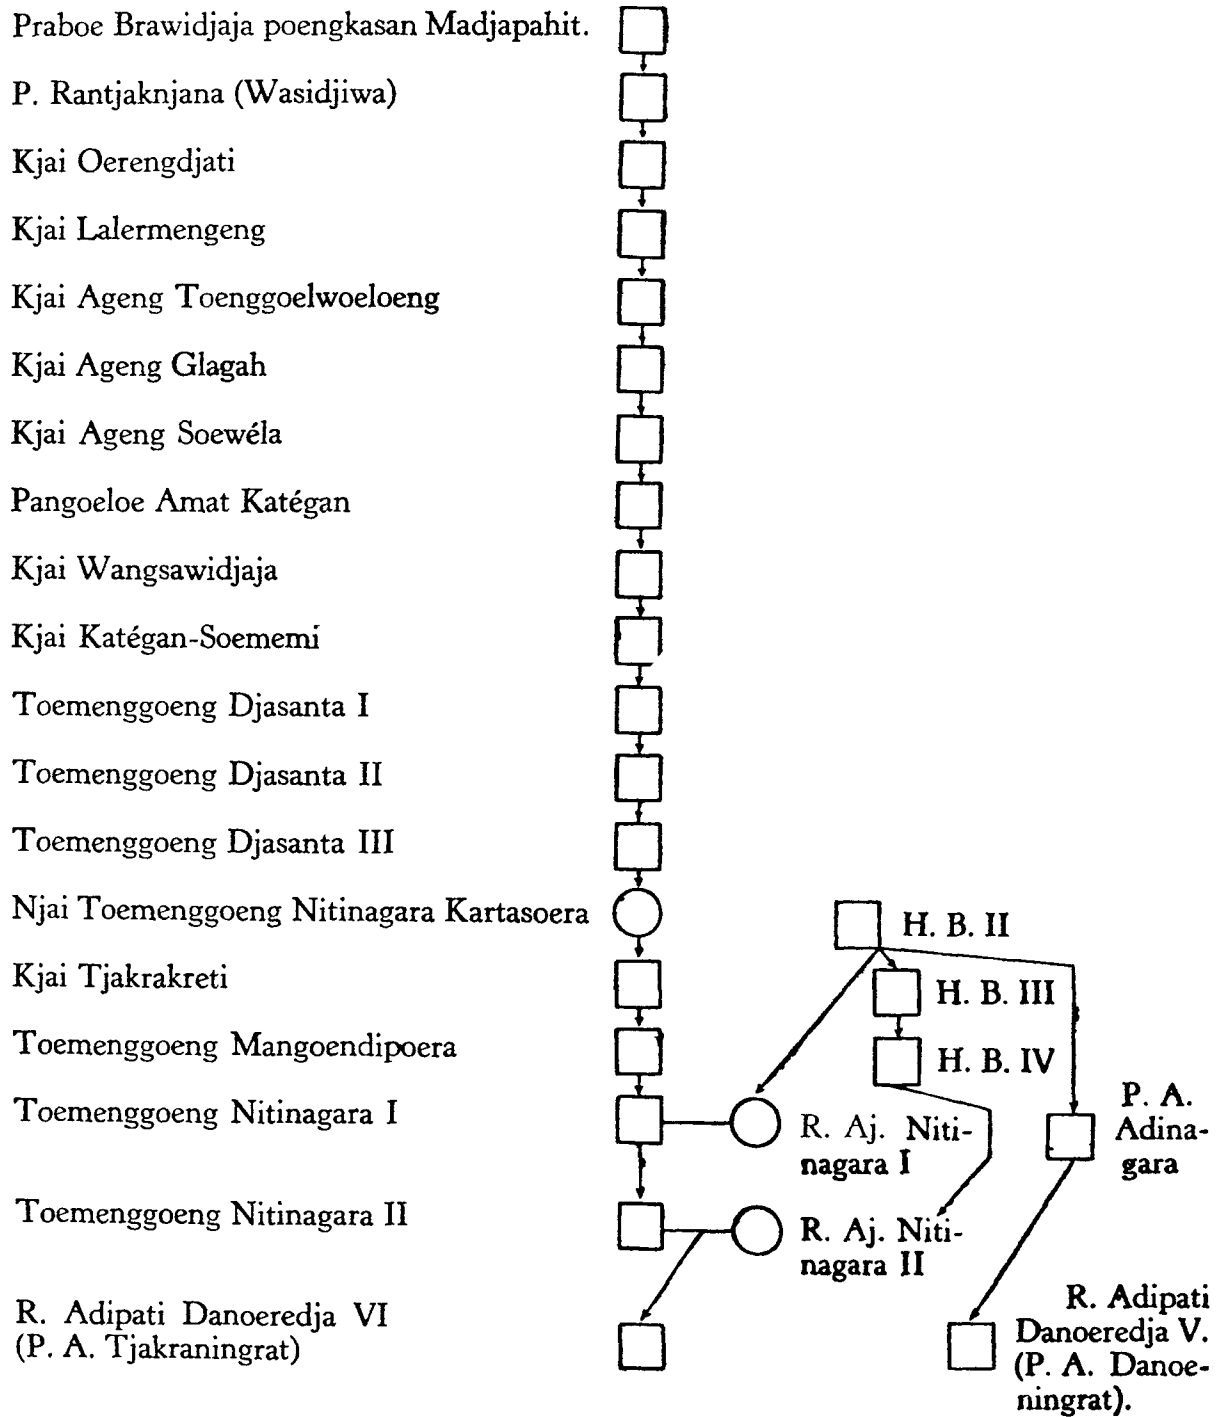 Praboe Brawidjaja poengkasan Madjapahit.
P. Rantjaknjana (Wasidjiwa)
Kjai Oerengdjati
Kjai Lalermengeng
Kjai Ageng Toenggoelwoeloeng
Kjai Ageng Glagah
Kjai Ageng Soewéla
Pangoeloe Amat Katégan
Kjai Wangsawidjaja
Kjai Katégan-Soememi
Toemenggoeng Djasanta I
Toemenggoeng Djasanta II
Toemenggoeng Djasanta III
Njai Toemenggoeng Nitinagara Kartasoera
Kjai Tjakrakreti
Toemenggoeng Mangoendipoera
Toemenggoeng Nitinagara I
Toemenggoeng Nitinagara II
R. Adipati Danoeredja VI
(P. A. Tjakraningrat)
H. B. II
H. B. III
H. B. IV
R. Aj. Niti-
nagara I
R. Aj. Niti-
nagara II
P. A.
Adina-
gara
R. Adipati
Danoeredja V.
(P. A. Danoe-
ningrat).